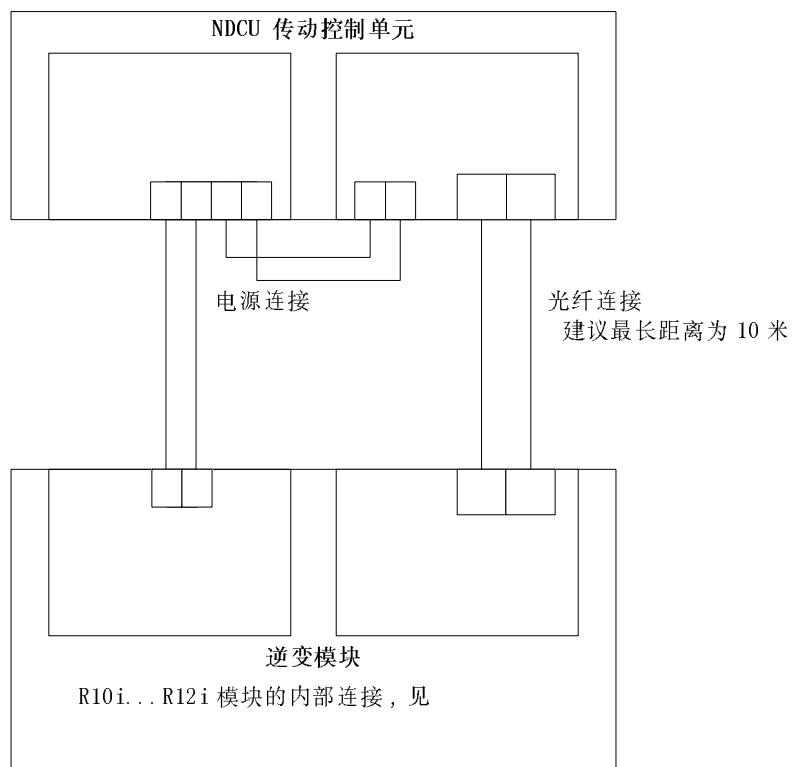 NDCU 传动控制单元
电源连接
光纤连接
建议最长距离为 10 米
逆变模块
R10i...R12i 模块的内部连接, 见